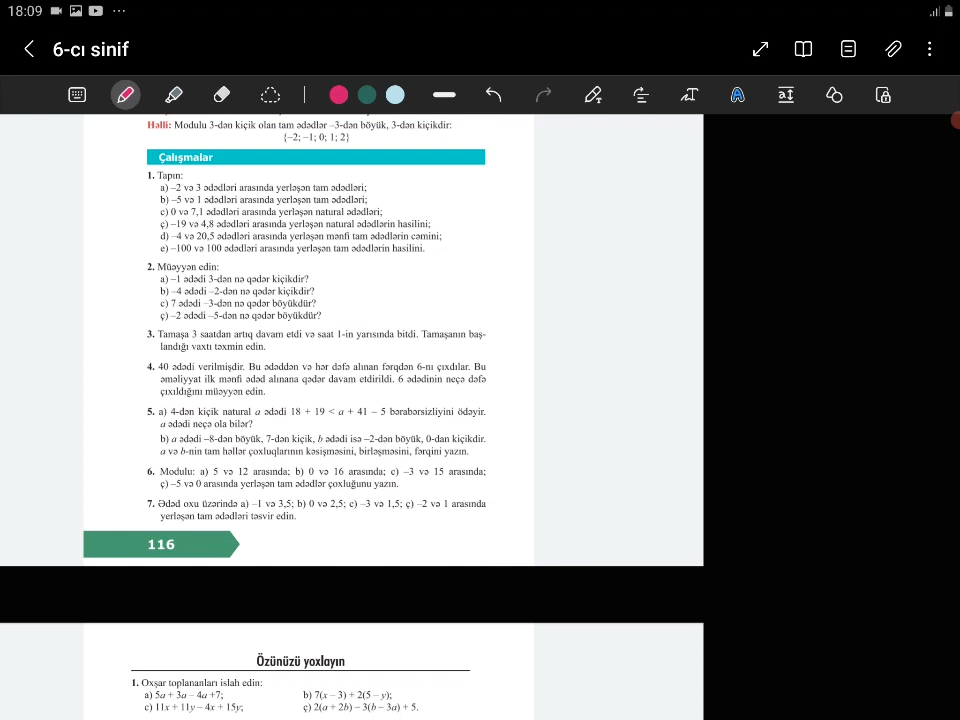 18:09
6-cı sinif
Həlli: Modulu 3-dən kiçik olan tam ədədlər –3-dən böyük, 3-dən kiçikdir:
{–2; –1; 0; 1; 2}
Çalışmalar
1. Tapın:
a) –2 və 3 ədədləri arasında yerləşən tam ədədləri;
b) –5 və 1 ədədləri arasında yerləşən tam ədədləri;
c) 0 və 7,1 ədədləri arasında yerləşən natural ədədləri;
ç) –19 və 4,8 ədədləri arasında yerləşən natural ədədlərin hasilini;
d) –4 və 20,5 ədədləri arasında yerləşən mənfi tam ədədlərin cəmini;
e) –100 və 100 ədədləri arasında yerləşən tam ədədlərin hasilini.
2. Müəyyən edin:
a) –1 ədədi 3-dən nə qədər kiçikdir?
b) –4 ədədi –2-dən nə qədər kiçikdir?
c) 7 ədədi –3-dən nə qədər böyükdür?
ç) –2 ədədi –5-dən nə qədər böyükdür?
3. Tamaşa 3 saatdan artıq davam etdi və saat 1-in yarısında bitdi. Tamaşanın baş-
landığı vaxtı təxmin edin.
4. 40 ədədi verilmişdir. Bu ədəddən və hər dəfə alınan fərqdən 6-nı çıxdılar. Bu
əməliyyat ilk mənfi ədəd alınana qədər davam etdirildi. 6 ədədinin neçə dəfə
çıxıldığını müəyyən edin.
5. a) 4-dən kiçik natural a ədədi 18 + 19 < a + 41 – 5 bərabərsizliyini ödəyir.
a ədədi neçə ola bilər?
b) a ədədi –8-dən böyük, 7-dən kiçik, b ədədi isə –2-dən böyük, 0-dan kiçikdir.
a və b-nin tam həllər çoxluqlarının kəsişməsini, birləşməsini, fərqini yazın.
6. Modulu: a) 5 və 12 arasında; b) 0 və 16 arasında; c) –3 və 15 arasında;
ç) –5 və 0 arasında yerləşən tam ədədlər çoxluğunu yazın.
7. Ədəd oxu üzərində a) –1 və 3,5; b) 0 və 2,5; c) –3 və 1,5; ç) –2 və 1 arasında
yerləşən tam ədədləri təsvir edin.
116
Özünüzü yoxlayın
1. Oxşar toplananları islah edin:
a) 5a + 3a – 4a +7; b) 7(x – 3) + 2(5 – y);
c) 11x + 11y – 4x + 15y; ç) 2(a + 2b) – 3(b – 3a) + 5.